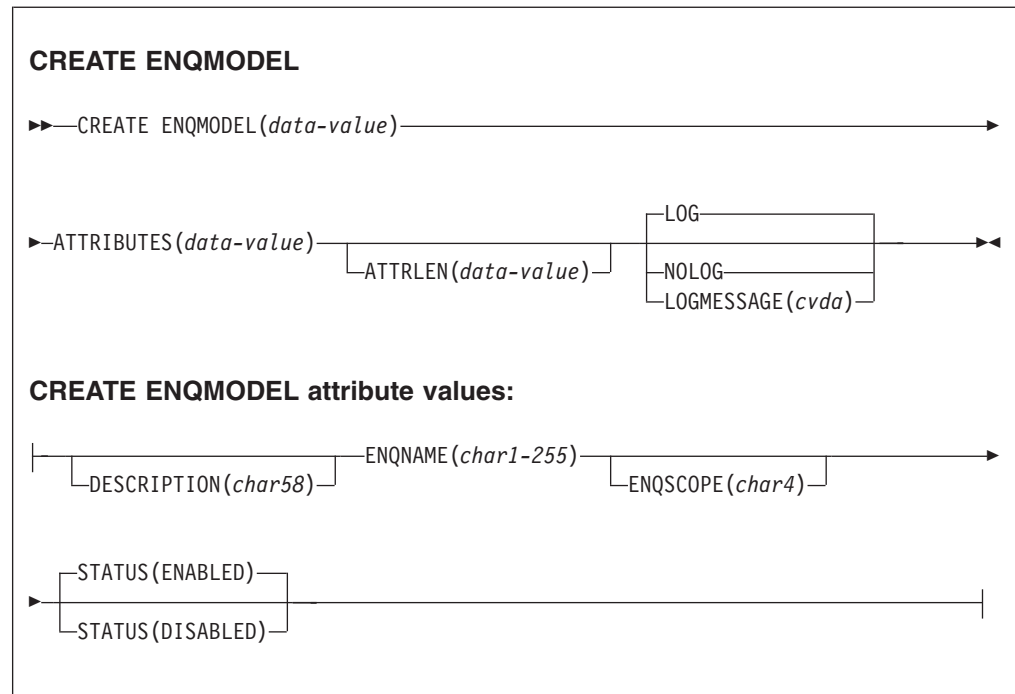 CREATE ENQMODEL
CREATE ENQMODEL(data-value)
LOG
ATTRIBUTES(data-value)
ATTRLEN(data-value)
NOLOG
LOGMESSAGE(cvda)
CREATE ENQMODEL attribute values:
ENQNAME(char1-255)
DESCRIPTION(char58)
ENQSCOPE(char4)
STATUS(ENABLED)
STATUS(DISABLED)